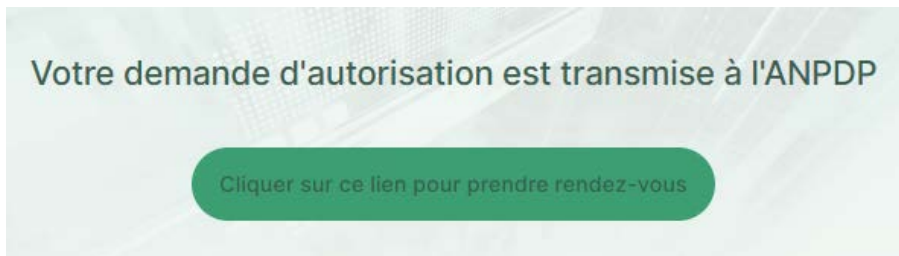 Votre demande d'autorisation est transmise à l'ANPDP
Cliquer sur ce lien pour prendre rendez-vous